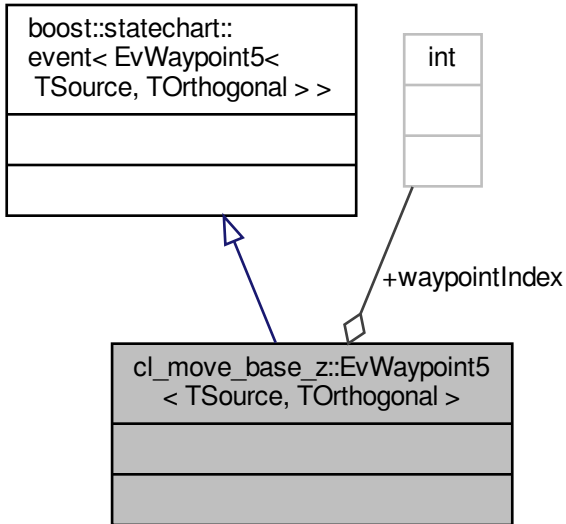 boost::statechart::
event< EvWaypoint5<
TSource, TOrthogonal > >
int
+waypointIndex
cl_move_base_z::EvWaypoint5
< TSource, TOrthogonal >